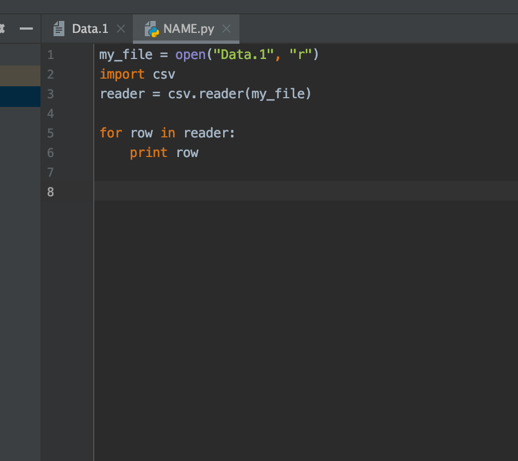 Data.1 NAME.py
1 my_file = open("Data.1", "r")
2 import csv
3 reader = csv.reader(my_file)
4
5 for row in reader:
6 print row
7
8